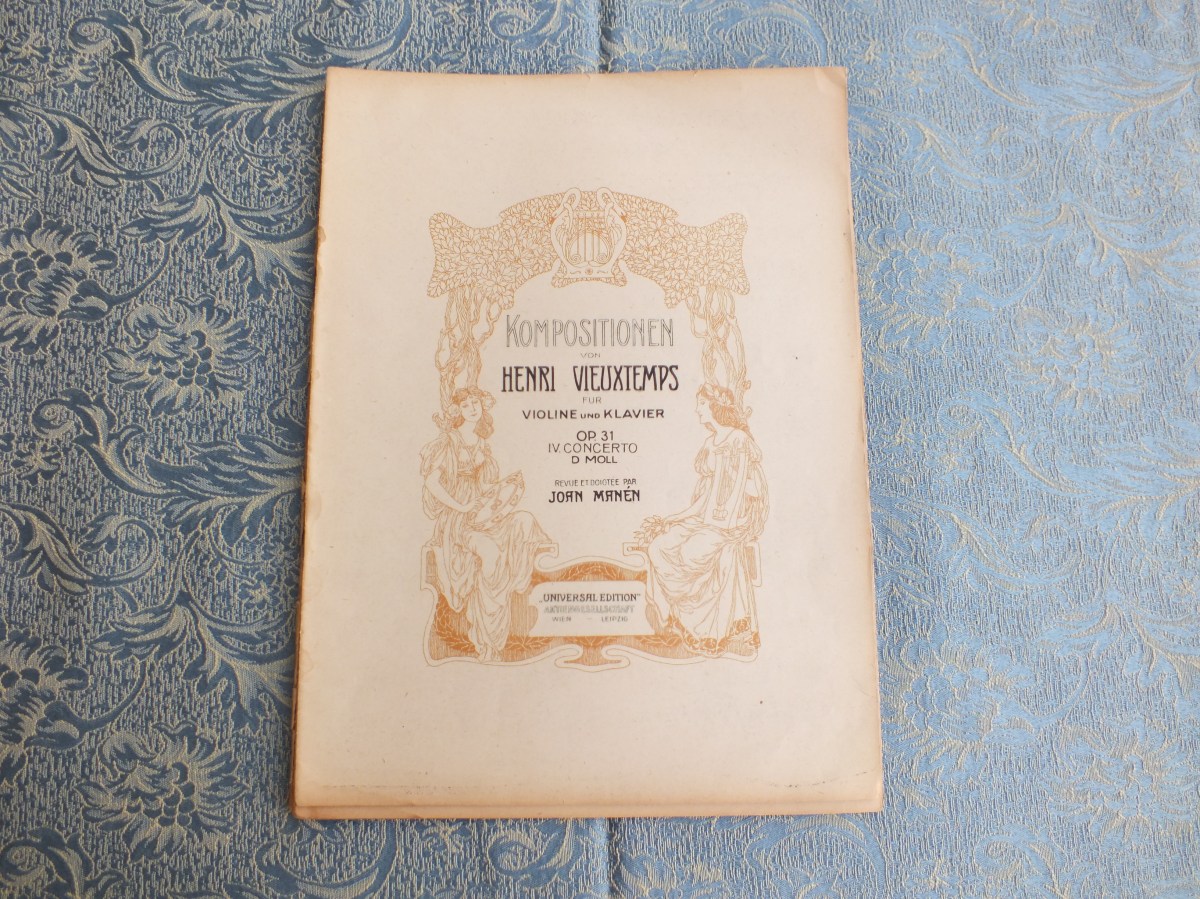 KOMPOSITIONEN
VON
HENRI VIEUXTEMPS
FÜR
VIOLINE UND KLAVIER
OP. 31
IV. CONCERTO
D MOLL
REVUE ET DOIGTÉE PAR
JOAN MANÉN
„UNIVERSAL EDITION"
AKTIENGESELLSCHAFT
WIEN - LEIPZIG